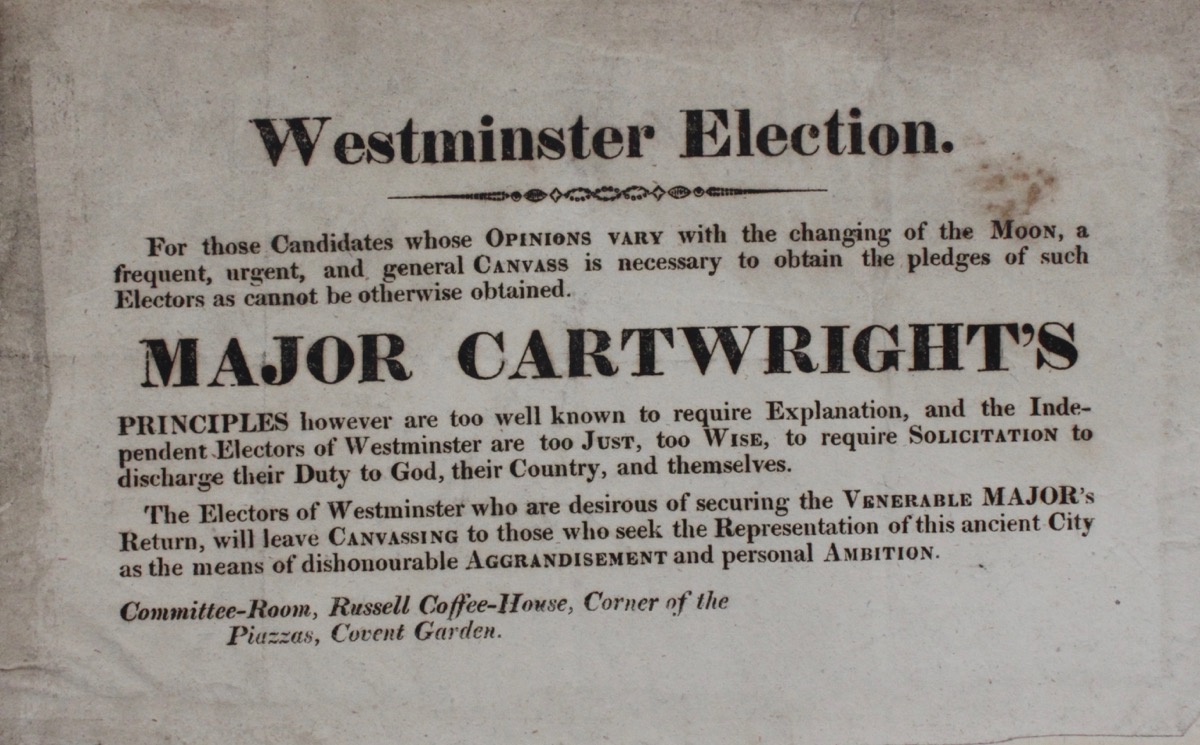 Westminster Election.
For those Candidates whose OPINIONS VARY with the changing of the MOON, a
frequent, urgent, and general CANVASS is necessary to obtain the pledges of such
Electors as cannot be otherwise obtained.
MAJOR CARTWRIGHT'S
PRINCIPLES however are too well known to require Explanation, and the Inde-
pendent Electors of Westminster are too JUST, too WISE, to require SOLICITATION to
discharge their Duty to God, their Country, and themselves.
The Electors of Westminster who are desirous of securing the VENERABLE MAJOR's
Return, will leave CANVASSING to those who seek the Representation of this ancient City
as the means of dishonourable AGGRANDISEMENT and personal AMBITION.
Committee-Room, Russell Coffee-House, Corner of the
Piazzas, Covent Garden.